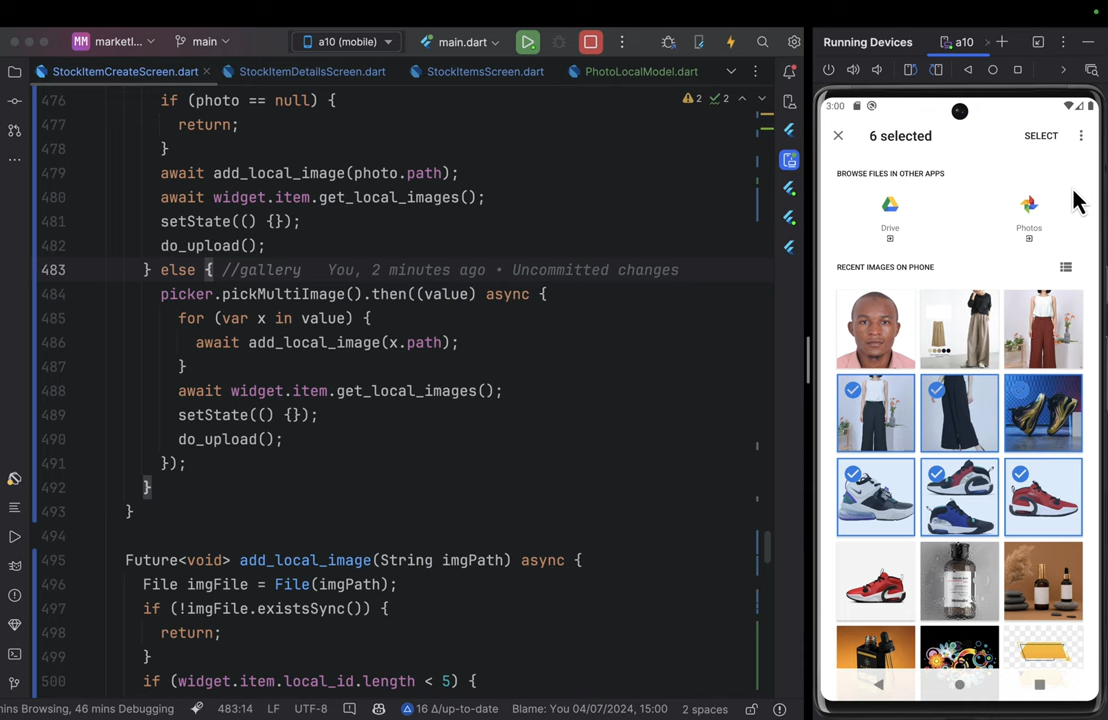 MM marketl...
main
a10 (mobile)
main.dart
Running Devices
a10
StockItemCreateScreen.dart
StockItemDetailsScreen.dart
StockItemsScreen.dart
PhotoLocalModel.dart
476 if (photo == null) {
477 return;
478 }
479 await add_local_image(photo.path);
480 await widget.item.get_local_images();
481 setState(() {});
482 do_upload();
483 } else { //gallery You, 2 minutes ago • Uncommitted changes
484 picker.pickMultiImage().then((value) async {
485 for (var x in value) {
486 await add_local_image(x.path);
487 }
488 await widget.item.get_local_images();
489 setState(() {});
490 do_upload();
491 });
492 }
493 }
494
495 Future<void> add_local_image(String imgPath) async {
496 File imgFile = File(imgPath);
497 if (!imgFile.existsSync()) {
498 return;
499 }
500 if (widget.item.local_id.length < 5) {
2 2
3:00
6 selected
SELECT
BROWSE FILES IN OTHER APPS
Drive
Photos
RECENT IMAGES ON PHONE
mins Browsing, 46 mins Debugging
483:14
LF
UTF-8
16 Δ/up-to-date
Blame: You 04/07/2024, 15:00
2 spaces